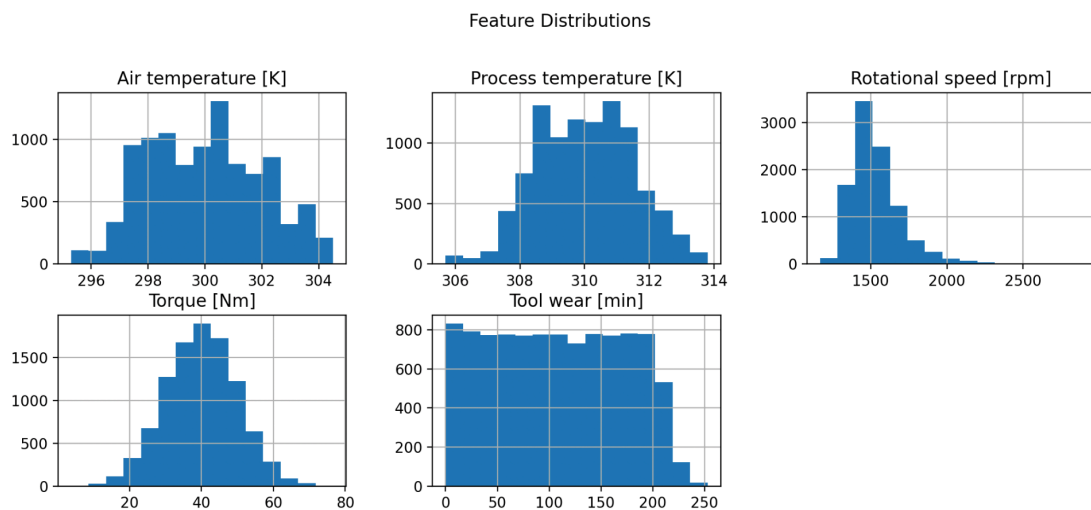 Feature Distributions
Air temperature [K]
1000
500
0
296 298 300 302 304
Process temperature [K]
1000
500
0
306 308 310 312 314
Rotational speed [rpm]
3000
2000
1000
0
1500 2000 2500
Torque [Nm]
1500
1000
500
0
20 40 60 80
Tool wear [min]
800
600
400
200
0
0 50 100 150 200 250